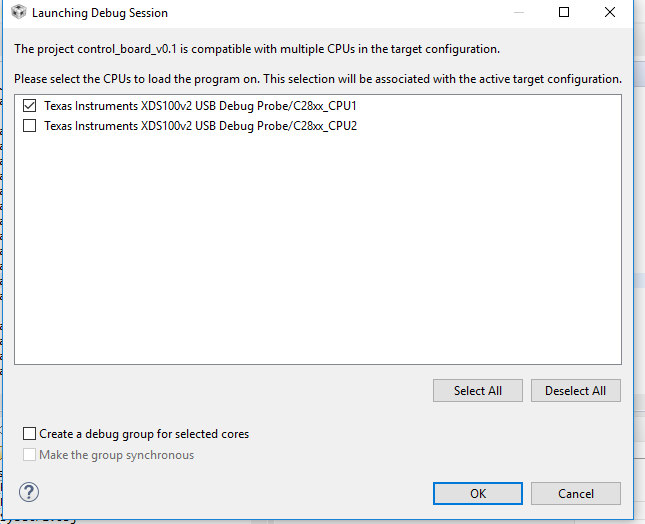 Launching Debug Session
The project control_board_v0.1 is compatible with multiple CPUs in the target configuration.
Please select the CPUs to load the program on. This selection will be associated with the active target configuration.
Texas Instruments XDS100v2 USB Debug Probe/C28xx_CPU1
Texas Instruments XDS100v2 USB Debug Probe/C28xx_CPU2
Select All
Deselect All
Create a debug group for selected cores
Make the group synchronous
?
OK
Cancel